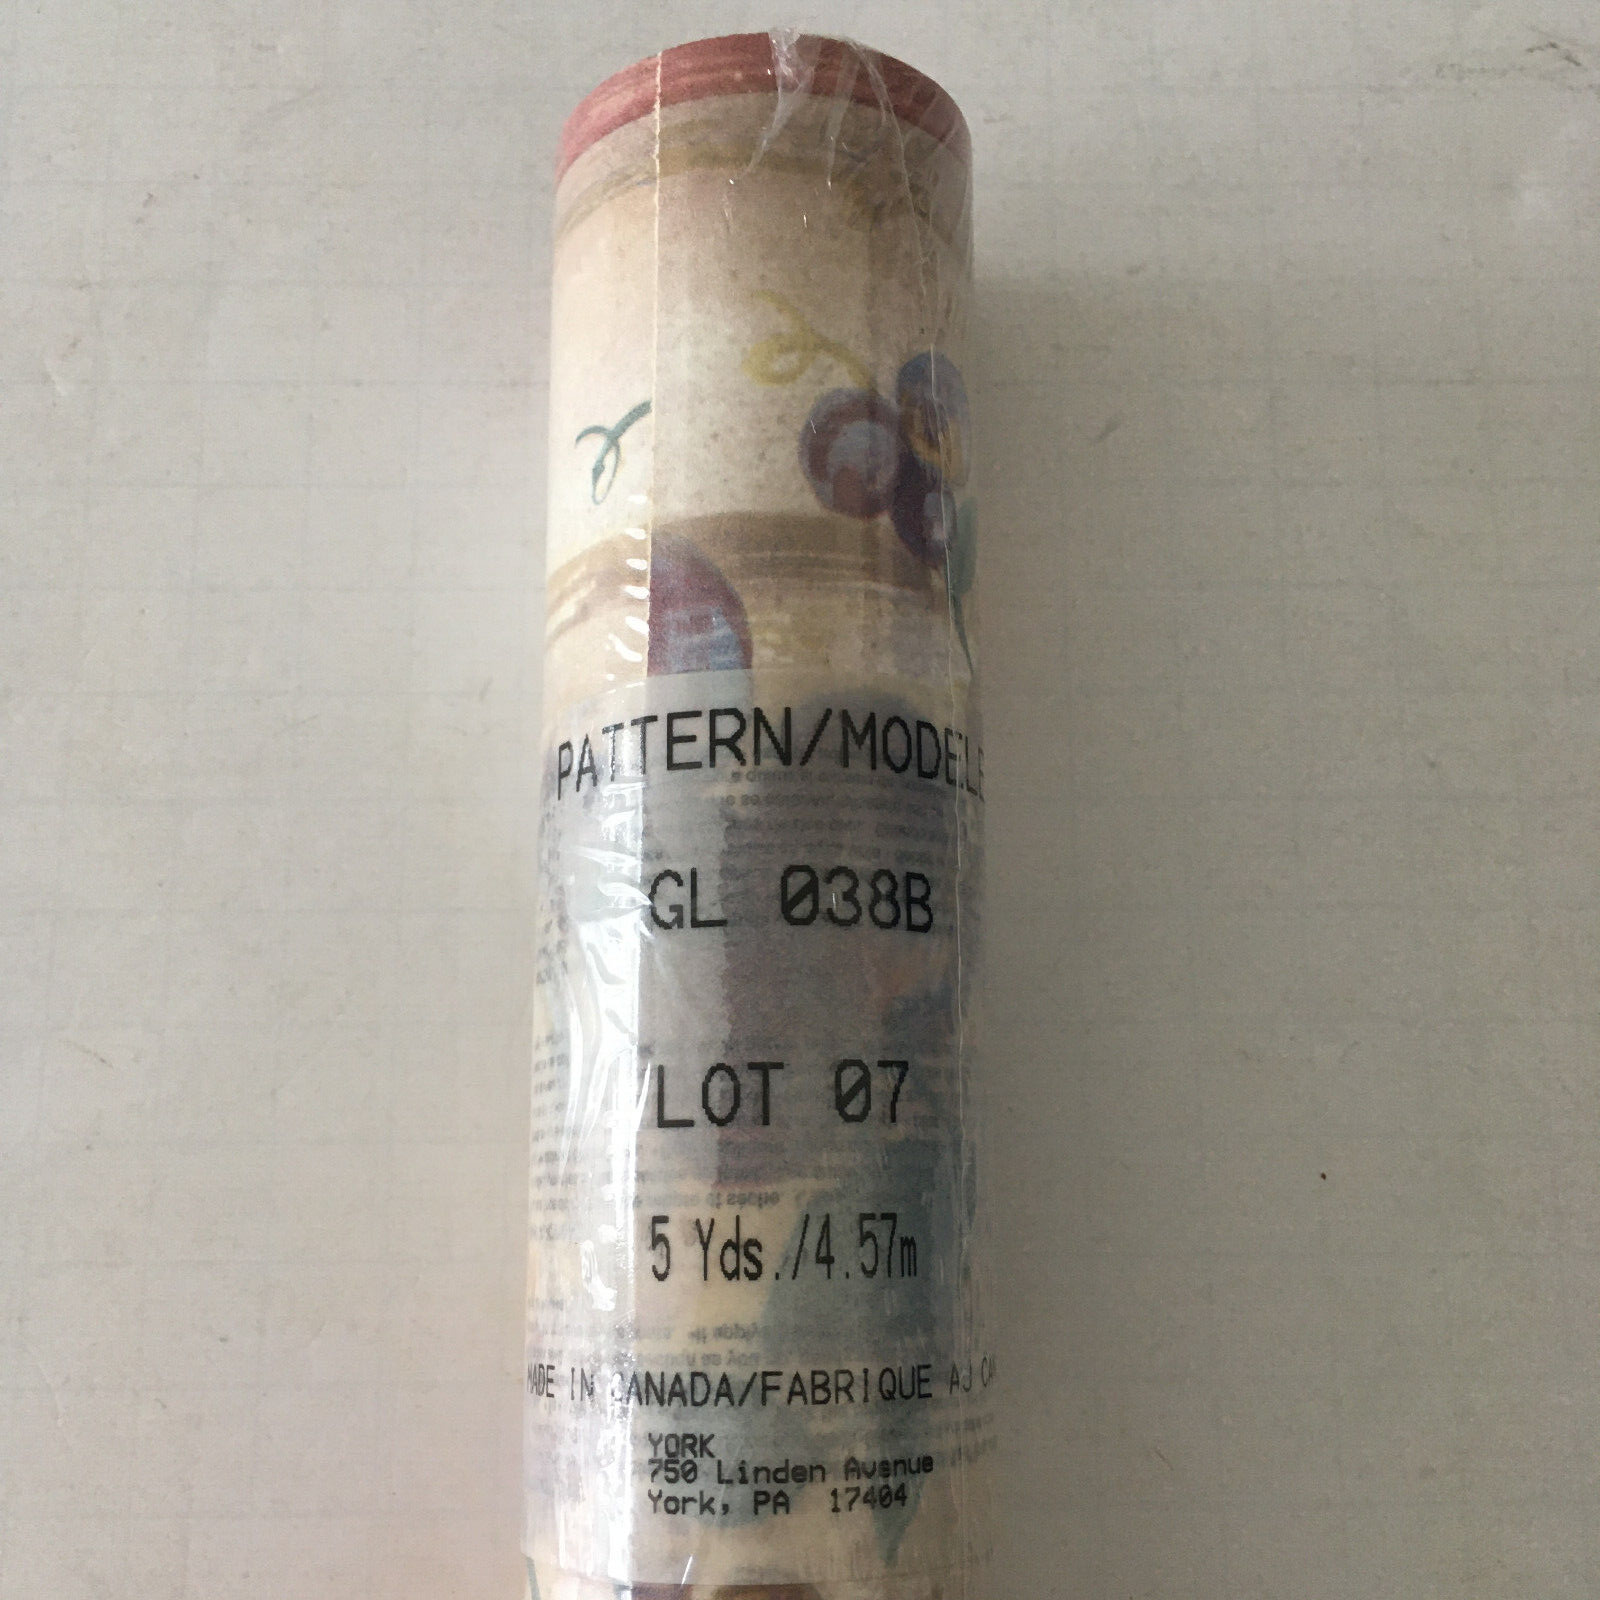 PATTERN/MODELE
GL 038B
LOT 07
5 Yds./4.57m
MADE IN CANADA/FABRIQUE AU CA
YORK
750 Linden Avenue
York, PA 17404